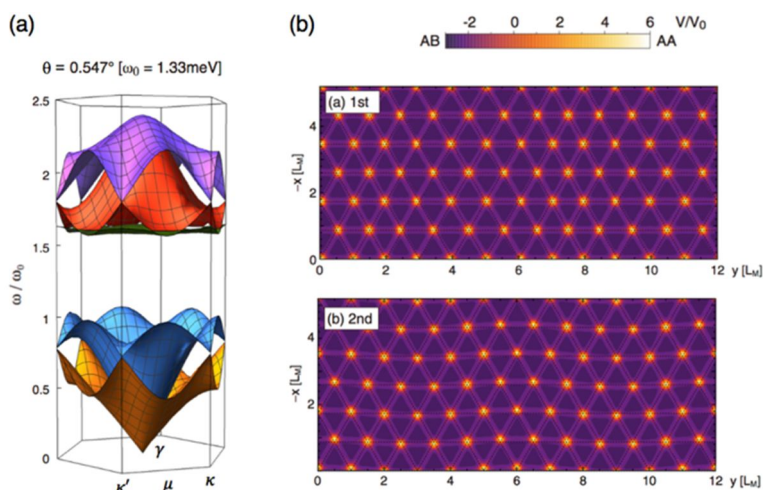 (a)
θ = 0.547° [ω₀ = 1.33meV]
2.5
2
1.5
1
0.5
0
ω / ω₀
γ
κ′
μ
κ
(b)
-2 0 2 4 6 V/V₀
AB
AA
(a) 1st
4
2
0
−x [L_M]
0 2 4 6 8 10 12
y [L_M]
(b) 2nd
4
2
−x [L_M]
0 2 4 6 8 10 12
y [L_M]